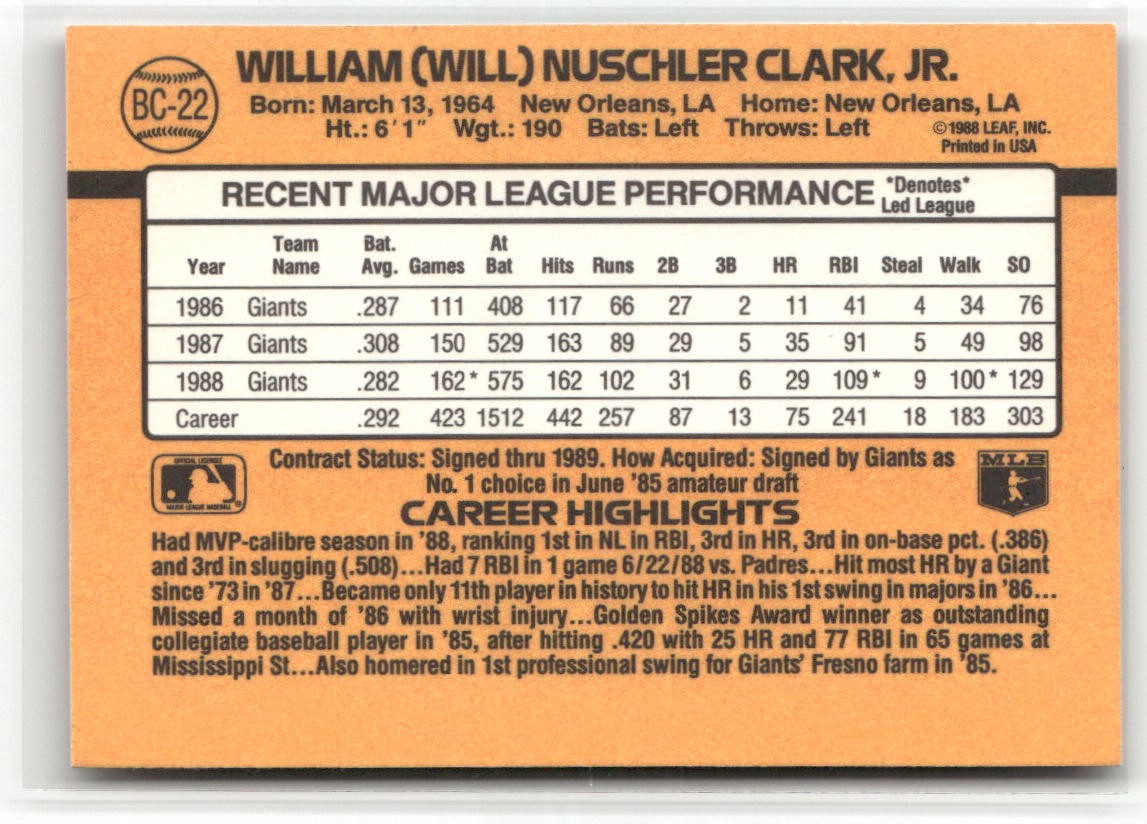 BC-22
WILLIAM (WILL) NUSCHLER CLARK, JR.
Born: March 13, 1964 New Orleans, LA Home: New Orleans, LA
Ht.: 6'1" Wgt.: 190 Bats: Left Throws: Left
©1988 LEAF, INC.
Printed in USA
RECENT MAJOR LEAGUE PERFORMANCE *Denotes*
Led League
Year Team Name Bat. Avg. Games At Bat Hits Runs 2B 3B HR RBI Steal Walk SO
1986 Giants .287 111 408 117 66 27 2 11 41 4 34 76
1987 Giants .308 150 529 163 89 29 5 35 91 5 49 98
1988 Giants .282 162* 575 162 102 31 6 29 109* 9 100* 129
Career .292 423 1512 442 257 87 13 75 241 18 183 303
OFFICIAL LICENSEE
MAJOR LEAGUE BASEBALL
Contract Status: Signed thru 1989. How Acquired: Signed by Giants as
No. 1 choice in June '85 amateur draft
MLB
CAREER HIGHLIGHTS
Had MVP-calibre season in '88, ranking 1st in NL in RBI, 3rd in HR, 3rd in on-base pct. (.386)
and 3rd in slugging (.508)...Had 7 RBI in 1 game 6/22/88 vs. Padres...Hit most HR by a Giant
since '73 in '87...Became only 11th player in history to hit HR in his 1st swing in majors in '86...
Missed a month of '86 with wrist injury...Golden Spikes Award winner as outstanding
collegiate baseball player in '85, after hitting .420 with 25 HR and 77 RBI in 65 games at
Mississippi St...Also homered in 1st professional swing for Giants' Fresno farm in '85.